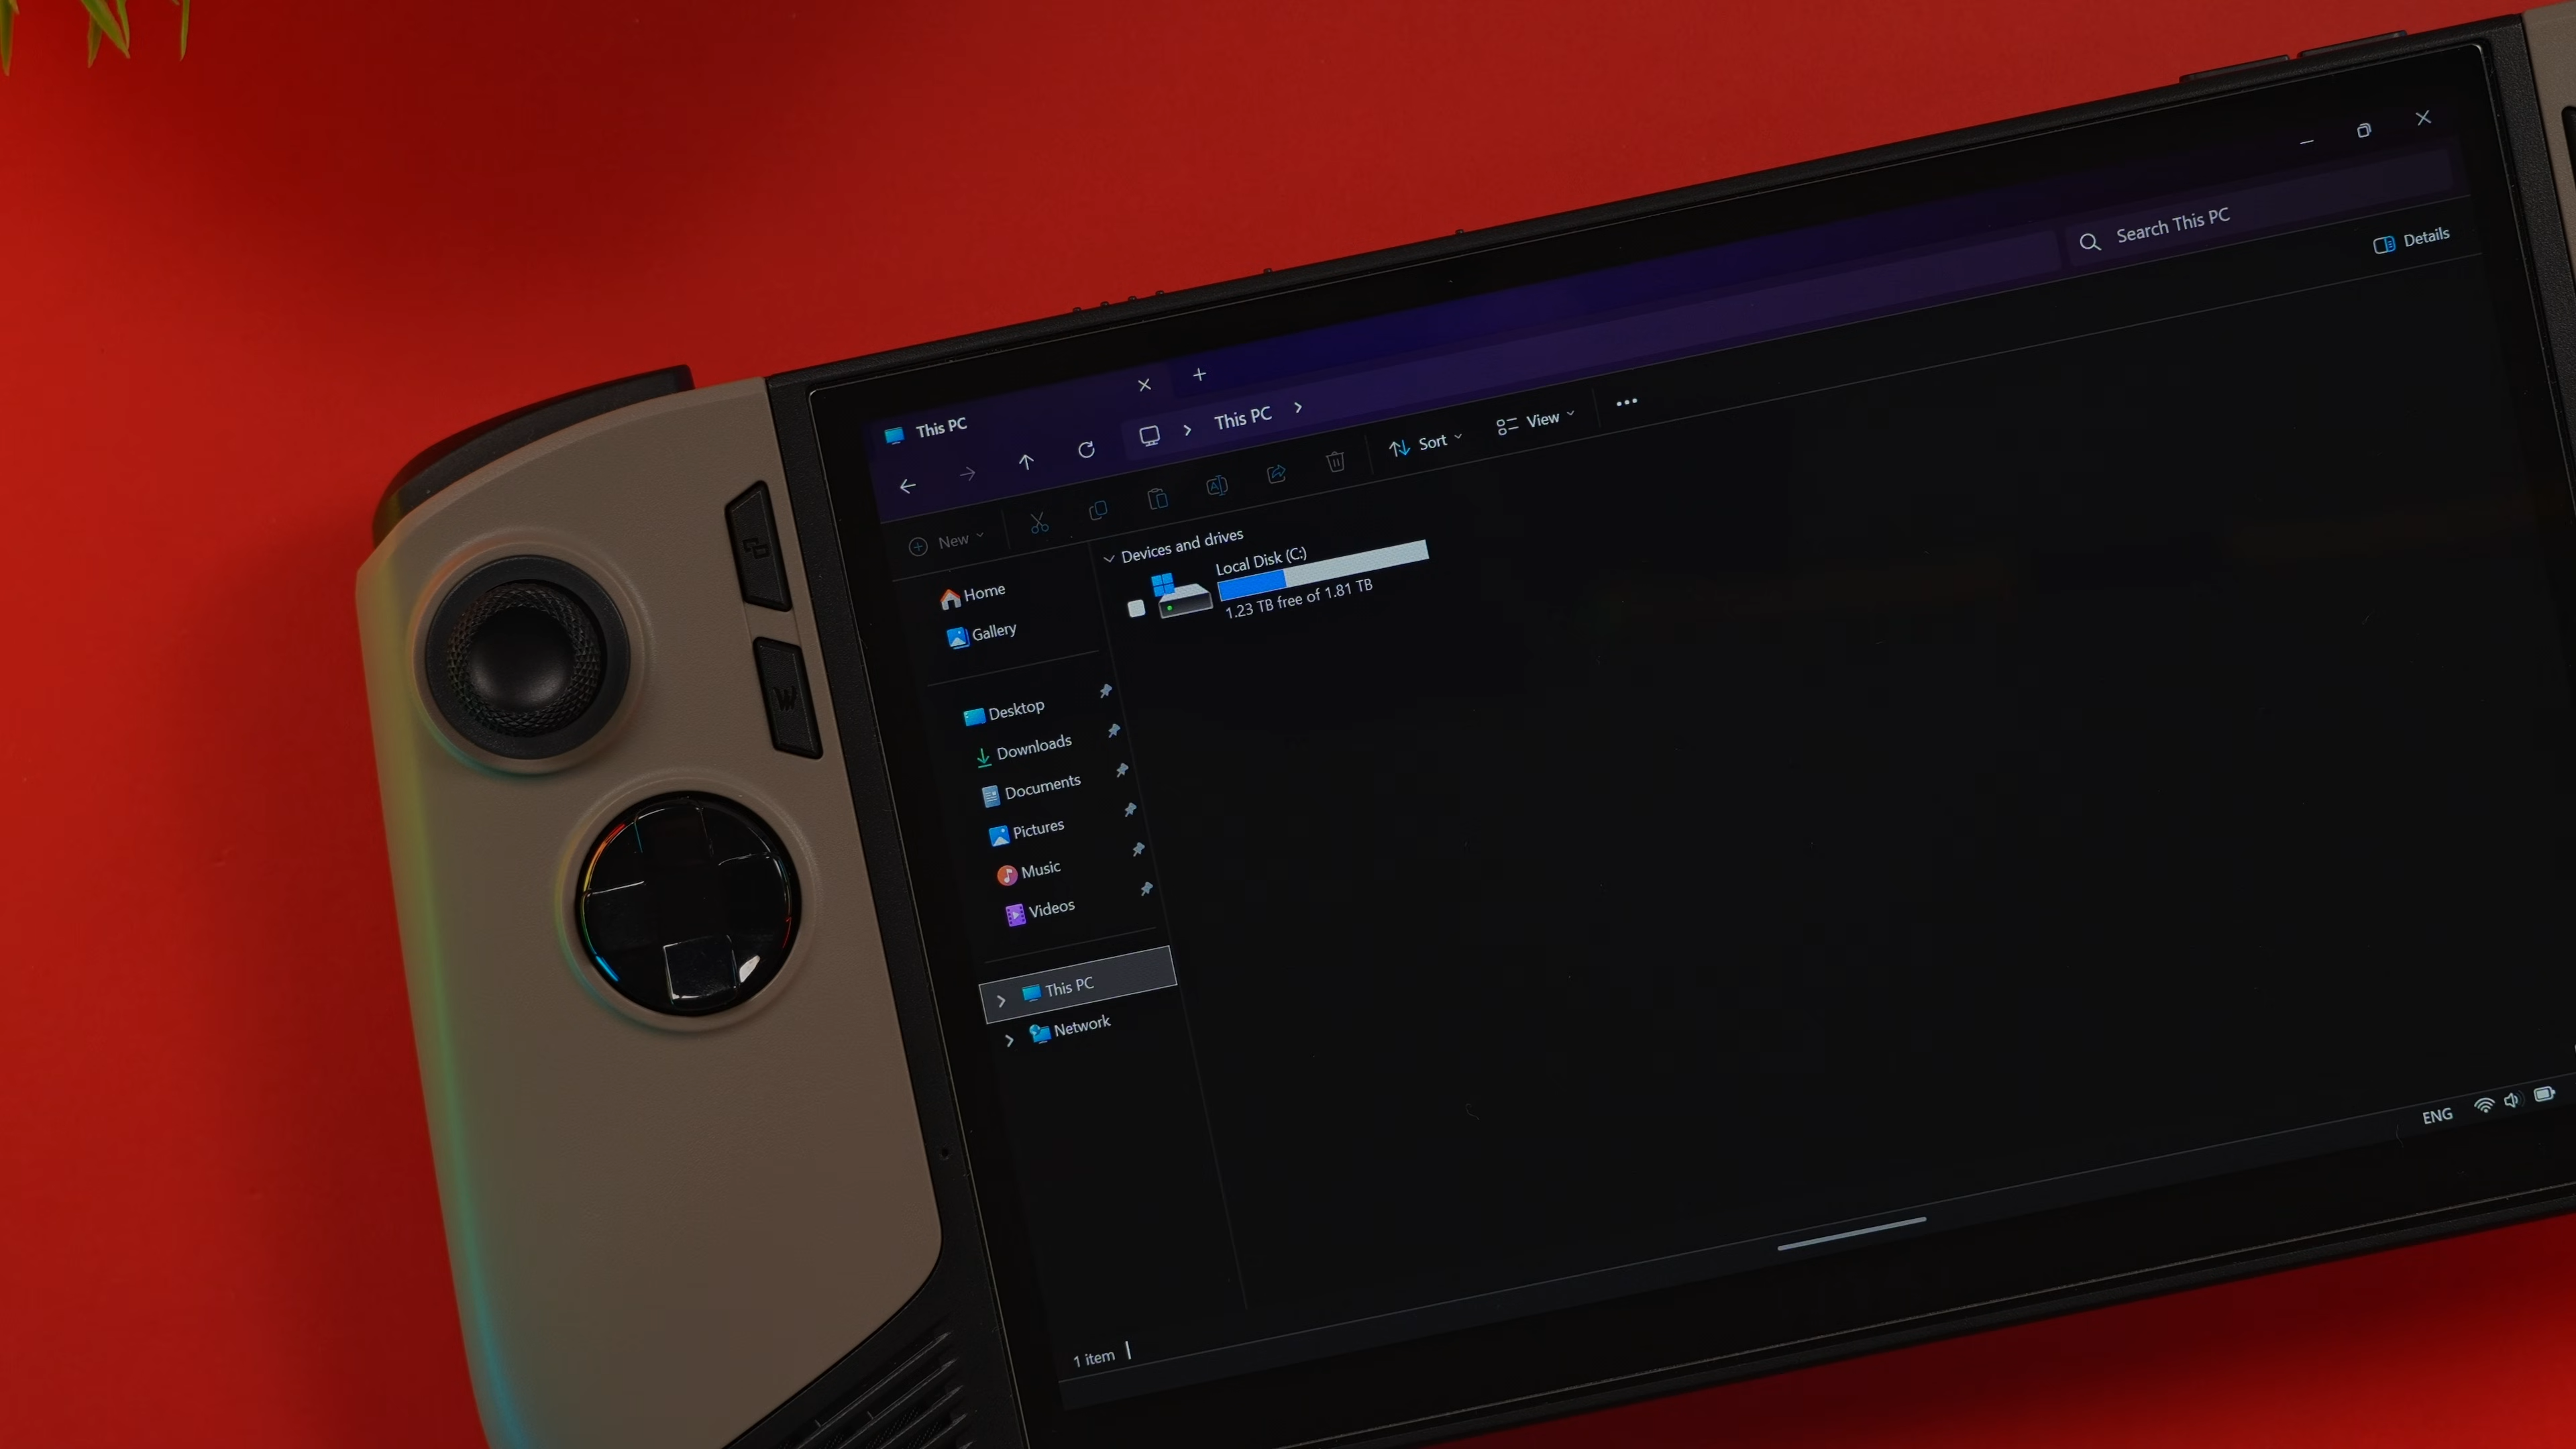 This PC
This PC
Search This PC
New
Sort
View
Details
Home
Gallery
Desktop
Downloads
Documents
Pictures
Music
Videos
This PC
Network
Devices and drives
Local Disk (C:)
1.23 TB free of 1.81 TB
1 item
ENG
W